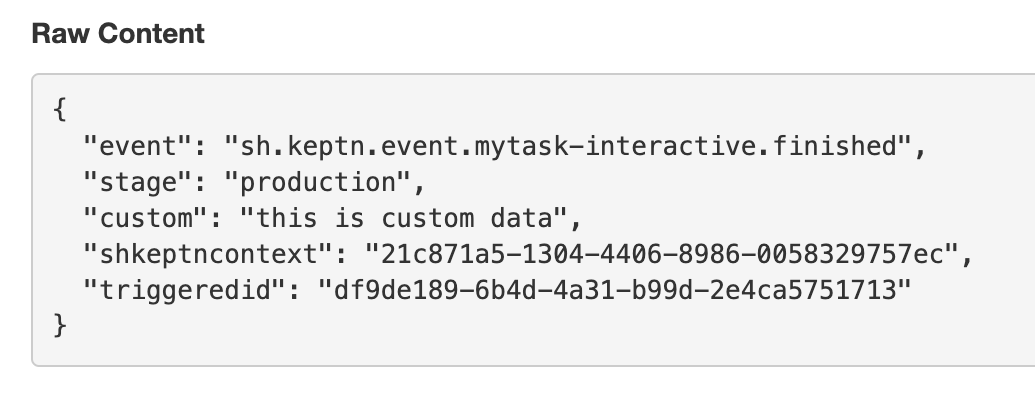 Raw Content
{
  "event": "sh.keptn.event.mytask-interactive.finished",
  "stage": "production",
  "custom": "this is custom data",
  "shkeptncontext": "21c871a5-1304-4406-8986-0058329757ec",
  "triggeredid": "df9de189-6b4d-4a31-b99d-2e4ca5751713"
}